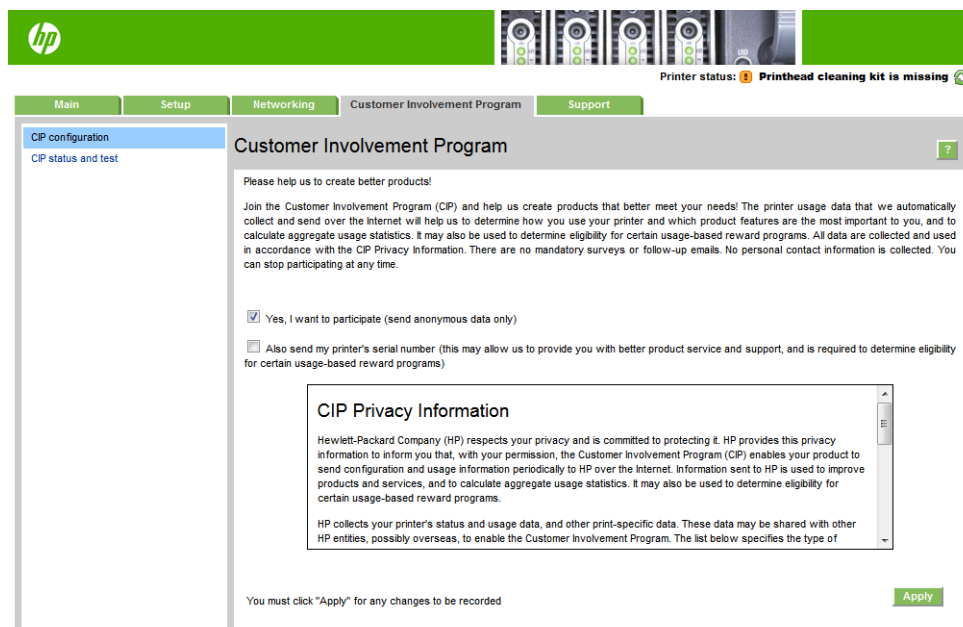 hp
Printer status: Printhead cleaning kit is missing
Main Setup Networking Customer Involvement Program Support
CIP configuration
CIP status and test
Customer Involvement Program
?
Please help us to create better products!
Join the Customer Involvement Program (CIP) and help us create products that better meet your needs! The printer usage data that we automatically
collect and send over the Internet will help us to determine how you use your printer and which product features are the most important to you, and to
calculate aggregate usage statistics. It may also be used to determine eligibility for certain usage-based reward programs. All data are collected and used
in accordance with the CIP Privacy Information. There are no mandatory surveys or follow-up emails. No personal contact information is collected. You
can stop participating at any time.
Yes, I want to participate (send anonymous data only)
Also send my printer's serial number (this may allow us to provide you with better product service and support, and is required to determine eligibility
for certain usage-based reward programs)
CIP Privacy Information
Hewlett-Packard Company (HP) respects your privacy and is committed to protecting it. HP provides this privacy
information to inform you that, with your permission, the Customer Involvement Program (CIP) enables your product to
send configuration and usage information periodically to HP over the Internet. Information sent to HP is used to improve
products and services, and to calculate aggregate usage statistics. It may also be used to determine eligibility for
certain usage-based reward programs.
HP collects your printer's status and usage data, and other print-specific data. These data may be shared with other
HP entities, possibly overseas, to enable the Customer Involvement Program. The list below specifies the type of
You must click "Apply" for any changes to be recorded
Apply